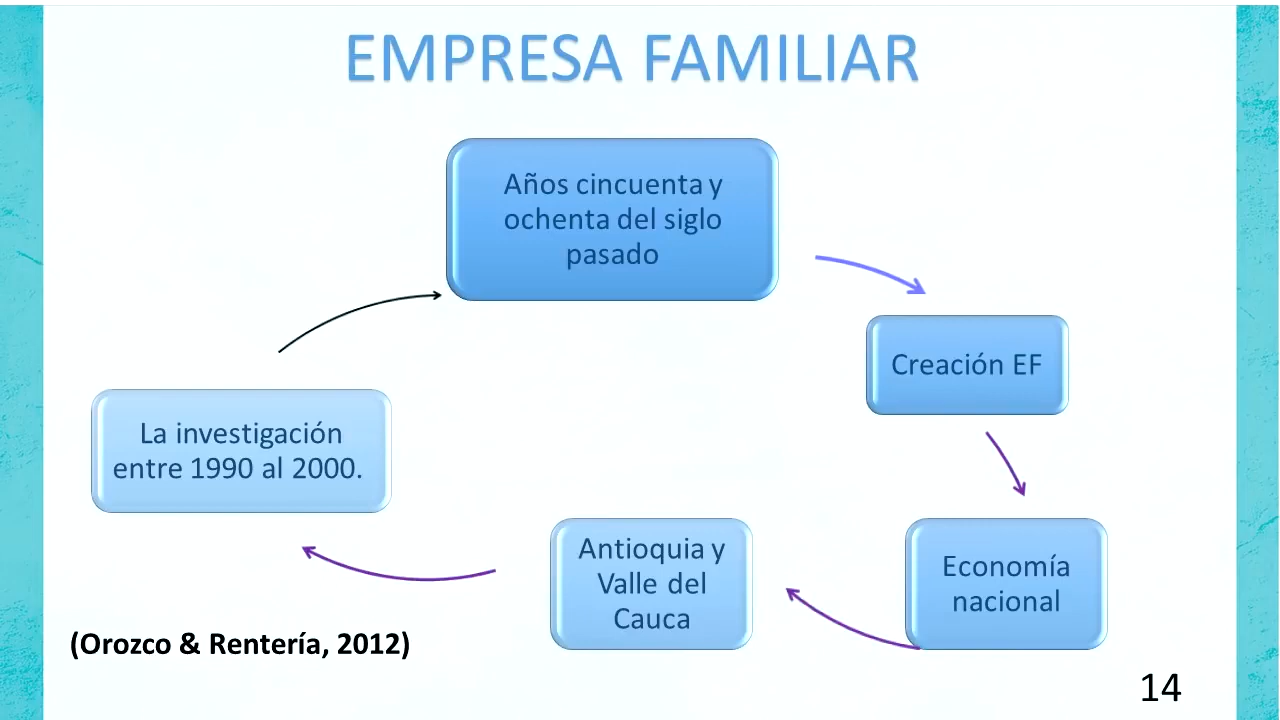 EMPRESA FAMILIAR
Años cincuenta y
ochenta del siglo
pasado
Creación EF
Economía
nacional
Antioquia y
Valle del
Cauca
La investigación
entre 1990 al 2000.
(Orozco & Rentería, 2012)
14